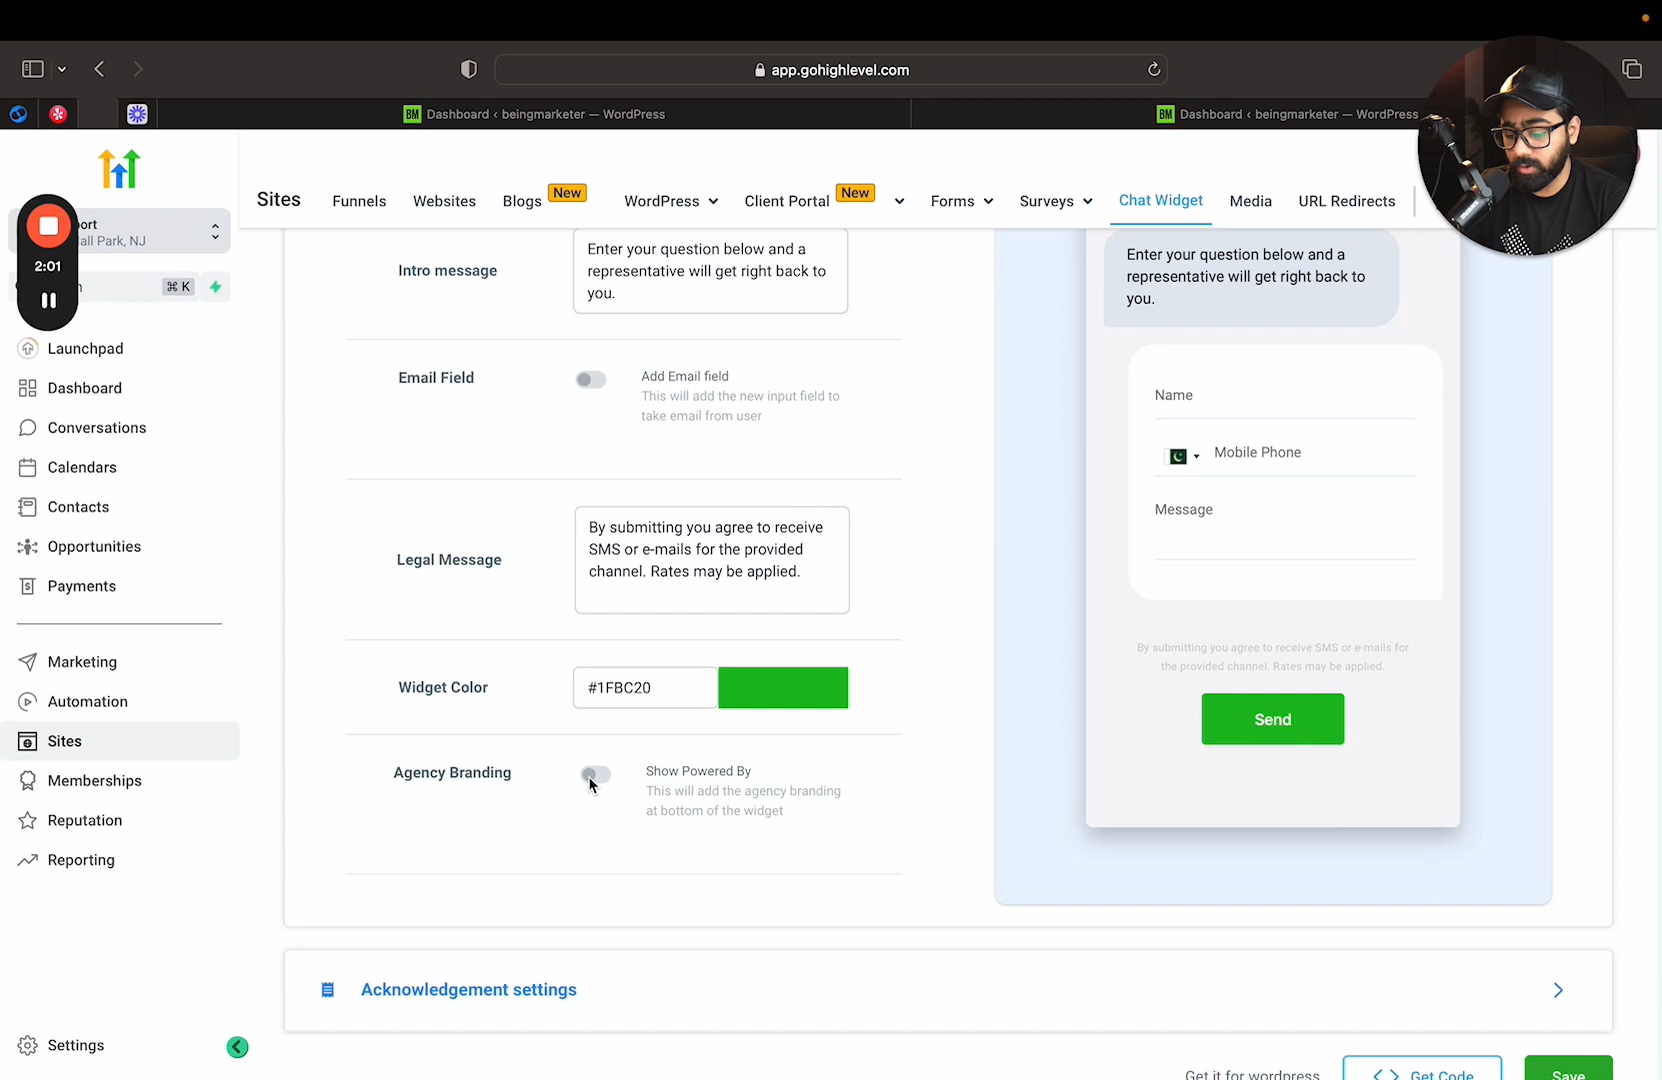 app.gohighlevel.com
BM Dashboard ‹ beingmarketer — WordPress
BM Dashboard ‹ beingmarketer — WordPress
Sites
Funnels
Websites
Blogs
New
WordPress
Client Portal
New
Forms
Surveys
Chat Widget
Media
URL Redirects
all Park, NJ
2:01
⌘ K
Launchpad
Dashboard
Conversations
Calendars
Contacts
Opportunities
Payments
Marketing
Automation
Sites
Memberships
Reputation
Reporting
Settings
Intro message
Enter your question below and a
representative will get right back to
you.
Email Field
Add Email field
This will add the new input field to
take email from user
Legal Message
By submitting you agree to receive
SMS or e-mails for the provided
channel. Rates may be applied.
Widget Color
#1FBC20
Agency Branding
Show Powered By
This will add the agency branding
at bottom of the widget
Enter your question below and a
representative will get right back to
you.
Name
Mobile Phone
Message
By submitting you agree to receive SMS or e-mails for
the provided channel. Rates may be applied.
Send
Acknowledgement settings
Get it for wordpress
Get Code
Save